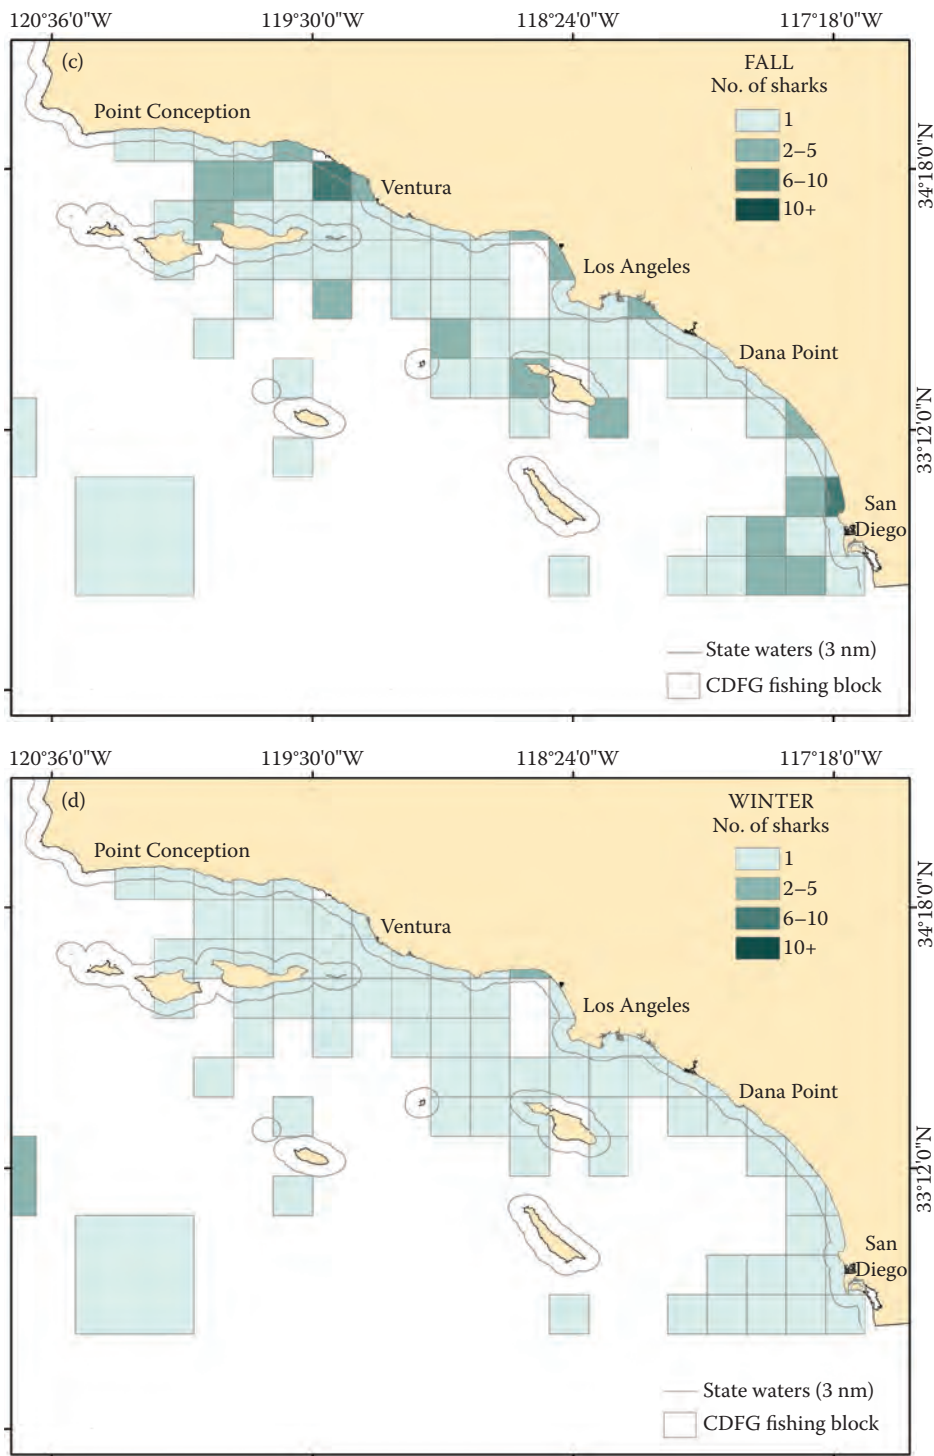 120°36'0"W 119°30'0"W 118°24'0"W 117°18'0"W
(c)
FALL
No. of sharks
1
2–5
6–10
10+
Point Conception
Ventura
Los Angeles
Dana Point
San
Diego
34°18'0"N
33°12'0"N
State waters (3 nm)
CDFG fishing block
120°36'0"W 119°30'0"W 118°24'0"W 117°18'0"W
(d)
WINTER
No. of sharks
1
2–5
6–10
10+
Point Conception
Ventura
Los Angeles
Dana Point
San
Diego
34°18'0"N
33°12'0"N
State waters (3 nm)
CDFG fishing block